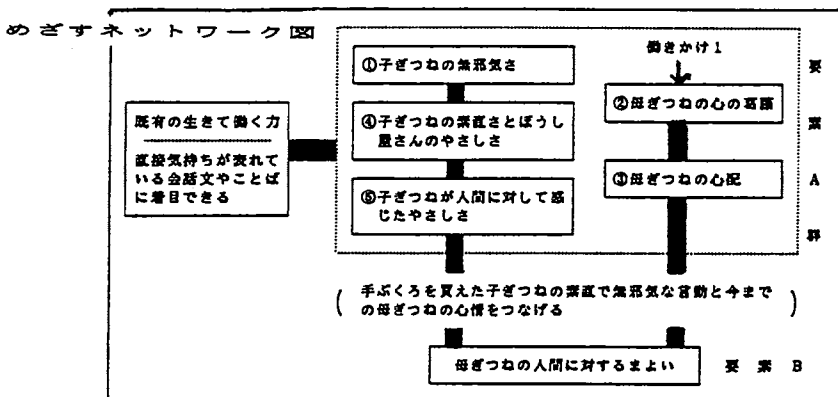 めざすネットワーク図
働きかけ1
①子ぎつねの無邪気さ
②母ぎつねの心の葛藤
既有の生きて働く力
直接気持ちが表れて
いる会話文やことば
に着目できる
④子ぎつねの素直さとぼうし
屋さんのやさしさ
③母ぎつねの心配
⑤子ぎつねが人間に対して感
じたやさしさ
要素A群
(手ぶくろを買えた子ぎつねの素直で無邪気な言動と今まで
の母ぎつねの心情をつなげる)
母ぎつねの人間に対するまよい
要素B